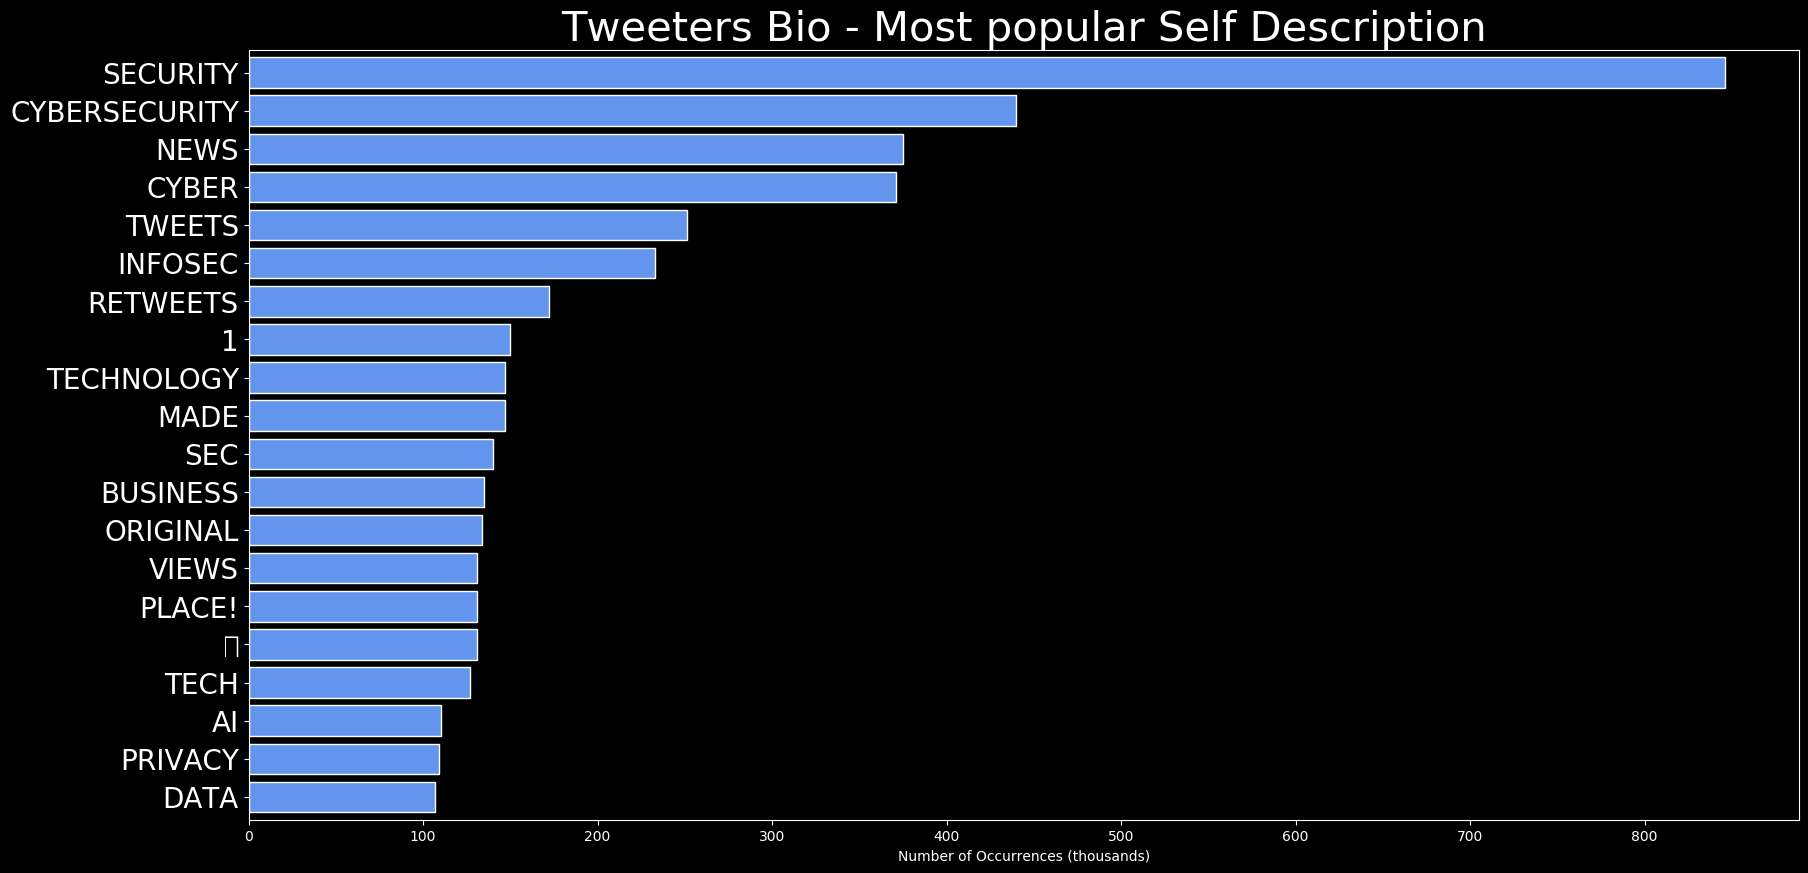 Tweeters Bio - Most popular Self Description
SECURITY
CYBERSECURITY
NEWS
CYBER
TWEETS
INFOSEC
RETWEETS
1
TECHNOLOGY
MADE
SEC
BUSINESS
ORIGINAL
VIEWS
PLACE!
TECH
AI
PRIVACY
DATA
0 100 200 300 400 500 600 700 800
Number of Occurrences (thousands)